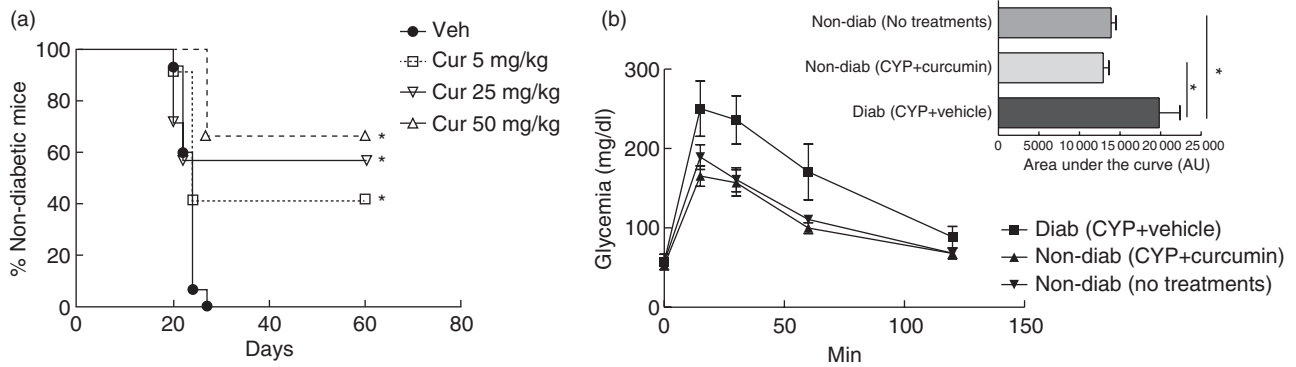 (a)
% Non-diabetic mice
100
80
60
40
20
0
0 20 40 60 80
Days
Veh
Cur 5 mg/kg
Cur 25 mg/kg
Cur 50 mg/kg
*
*
*
(b)
Glycemia (mg/dl)
300
200
100
0
0 50 100 150
Min
Non-diab (No treatments)
Non-diab (CYP+curcumin)
Diab (CYP+vehicle)
*
*
0 5000 10 000 15 000 20 000 25 000
Area under the curve (AU)
Diab (CYP+vehicle)
Non-diab (CYP+curcumin)
Non-diab (no treatments)